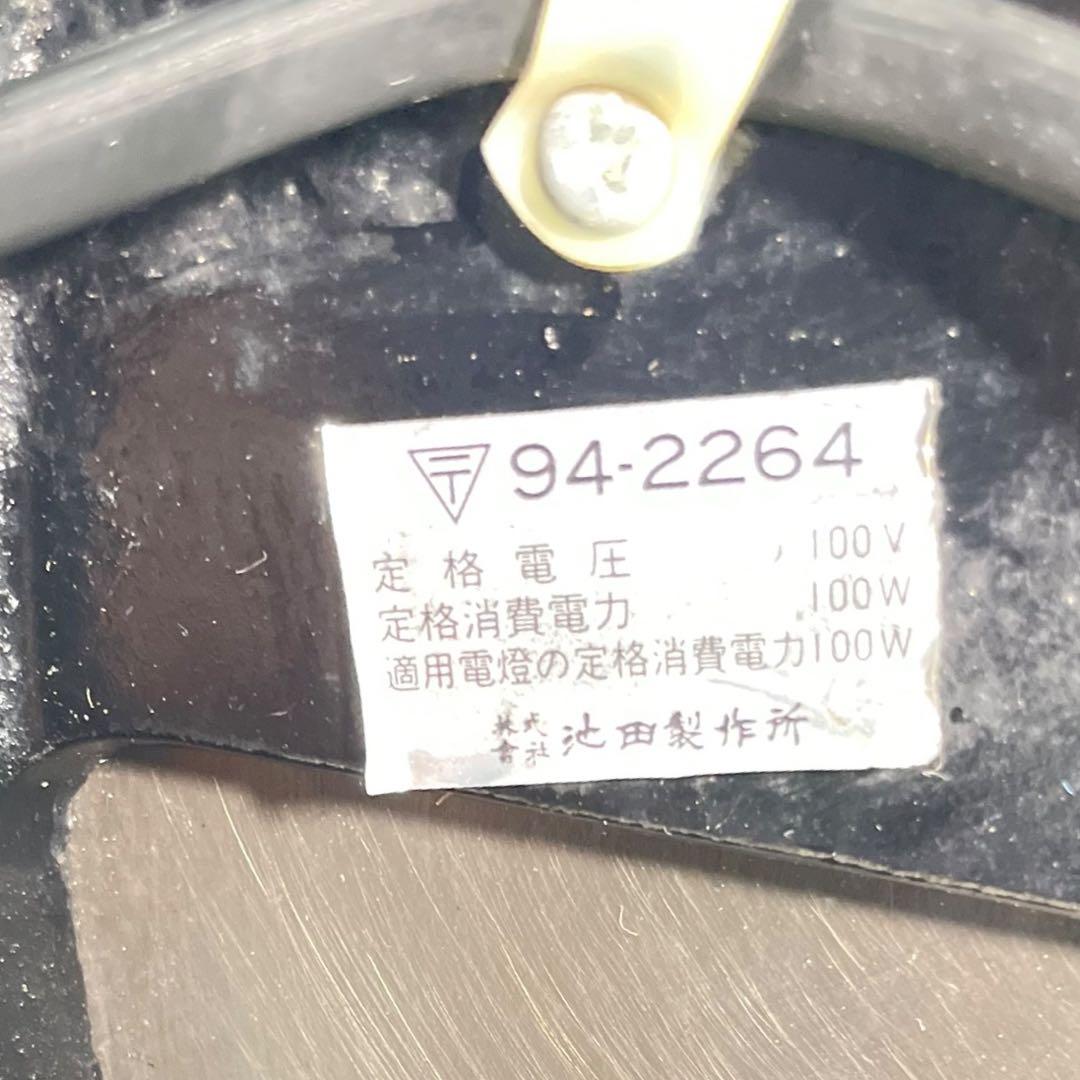 〒 94-2264
定格電圧 100V
定格消費電力 100W
適用電燈の定格消費電力100W
株式會社 池田製作所